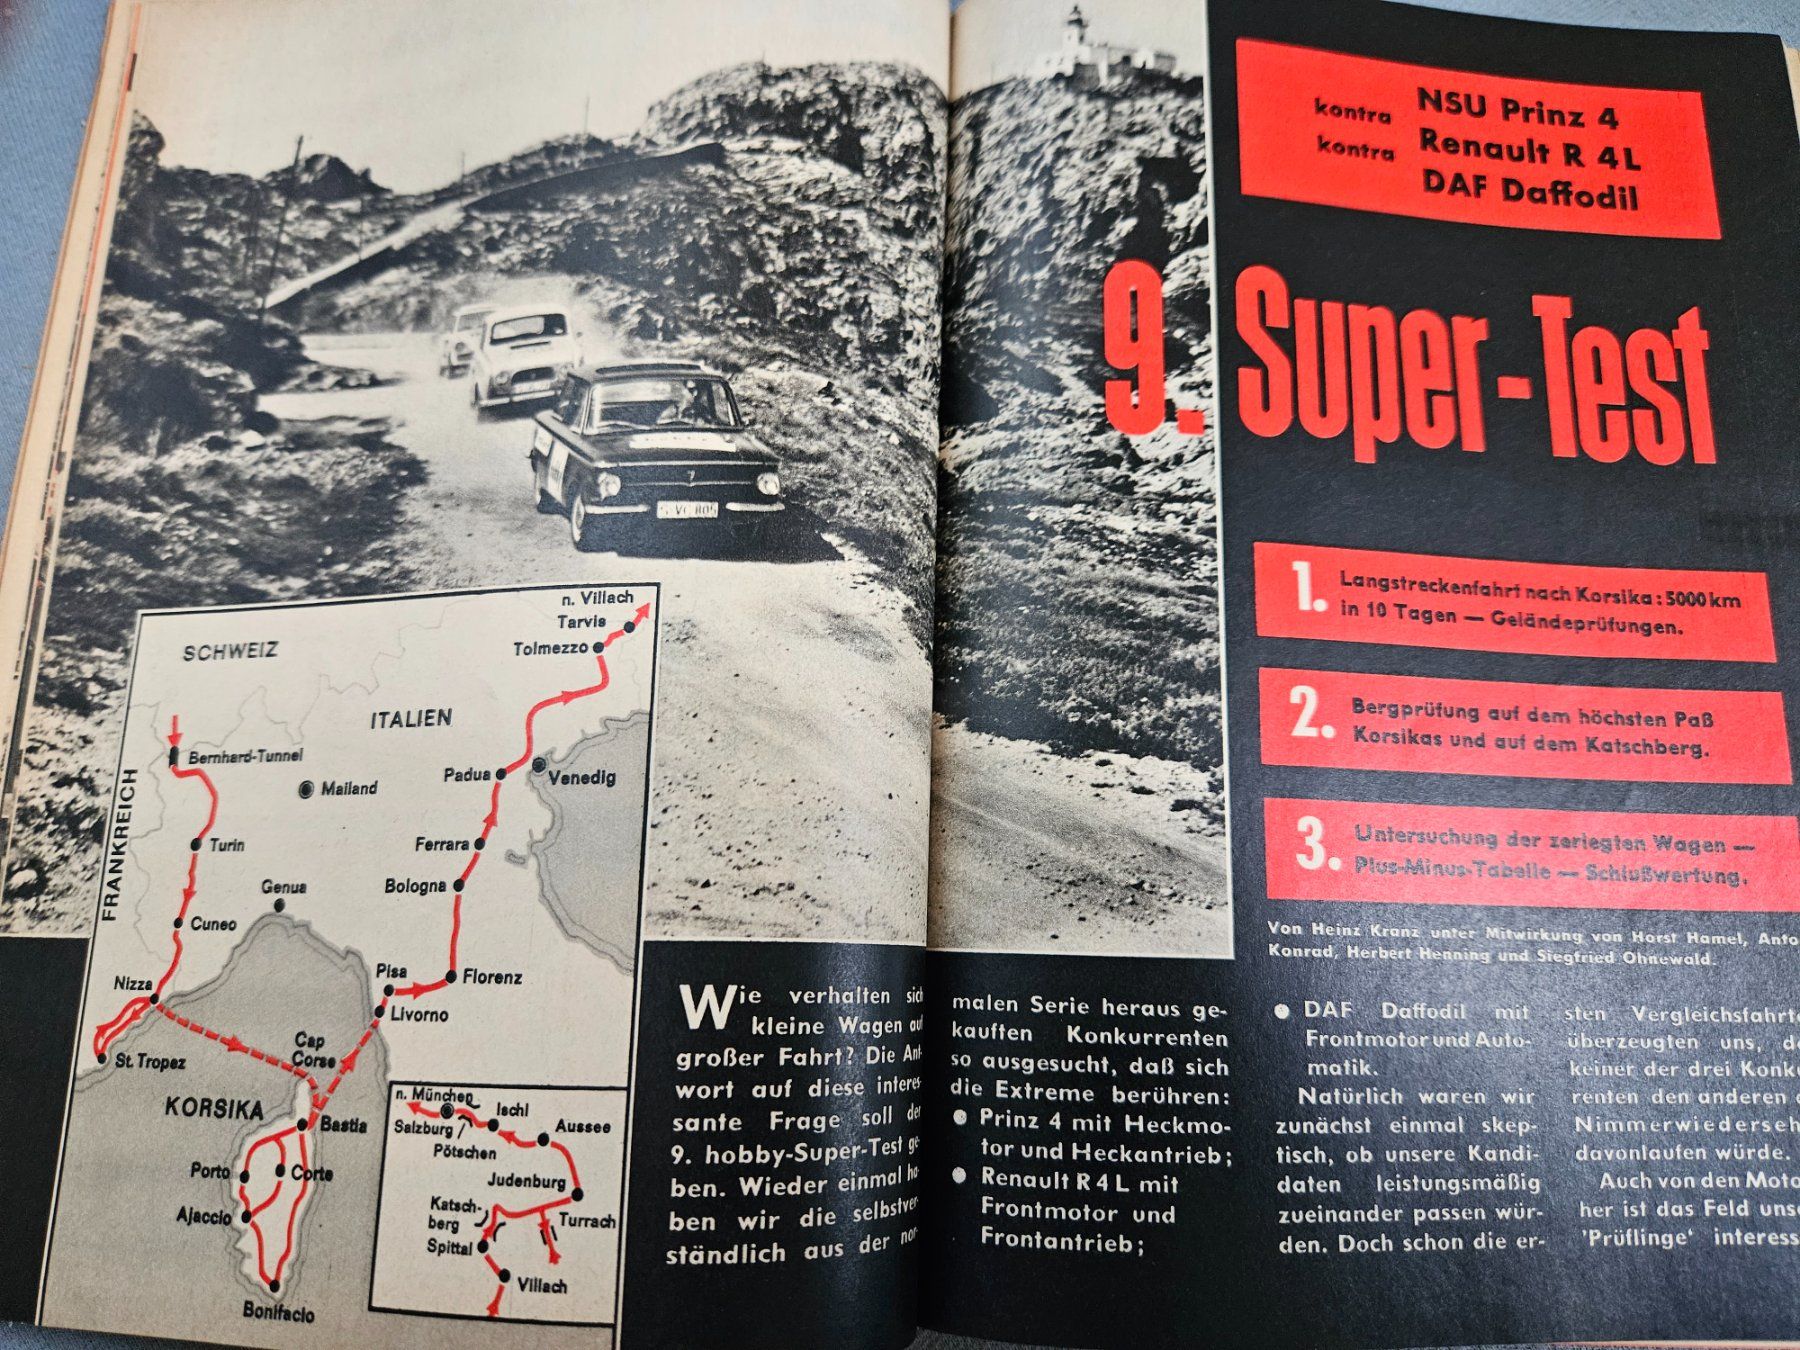 NSU Prinz 4
kontra Renault R 4L
kontra DAF Daffodil
9. Super-Test
1. Langstreckenfahrt nach Korsika: 5000 km
in 10 Tagen — Geländeprüfungen.
2. Bergprüfung auf dem höchsten Paß
Korsikas und auf dem Katschberg.
3. Untersuchung der zerlegten Wagen —
Plus-Minus-Tabelle — Schlußwertung.
Von Heinz Kranz unter Mitwirkung von Horst Hamel, Anto
Konrad, Herbert Henning und Siegfried Ohnewald.
VC 805
n. Villach
Tarvis
Tolmezzo
SCHWEIZ
ITALIEN
FRANKREICH
Bernhard-Tunnel
Mailand
Padua
Venedig
Turin
Ferrara
Bologna
Genua
Cuneo
Nizza
Pisa
Florenz
Livorno
St. Tropez
Cap
Corse
KORSIKA
Bastia
Porto
Corte
Ajaccio
Bonifacio
n. München
Ischl
Salzburg
Aussee
Pötschen
Judenburg
Katsch-
berg
Turrach
Spittal
Villach
Wie verhalten sich
kleine Wagen auf
großer Fahrt? Die Ant-
wort auf diese interes-
sante Frage soll der
9. hobby-Super-Test ge-
ben. Wieder einmal ha-
ben wir die selbstver-
ständlich aus der nor-
malen Serie heraus ge-
kauften Konkurrenten
so ausgesucht, daß sich
die Extreme berühren:
● Prinz 4 mit Heckmo-
tor und Heckantrieb;
● Renault R 4 L mit
Frontmotor und
Frontantrieb;
● DAF Daffodil mit
Frontmotor und Auto-
matik.
Natürlich waren wir
zunächst einmal skep-
tisch, ob unsere Kandi-
daten leistungsmäßig
zueinander passen wür-
den. Doch schon die er-
sten Vergleichsfahrte
überzeugten uns, d
keiner der drei Konku
renten den anderen
Nimmerwiederseh
davonlaufen würde.
Auch von den Moto
her ist das Feld uns
'Prüflinge' interess